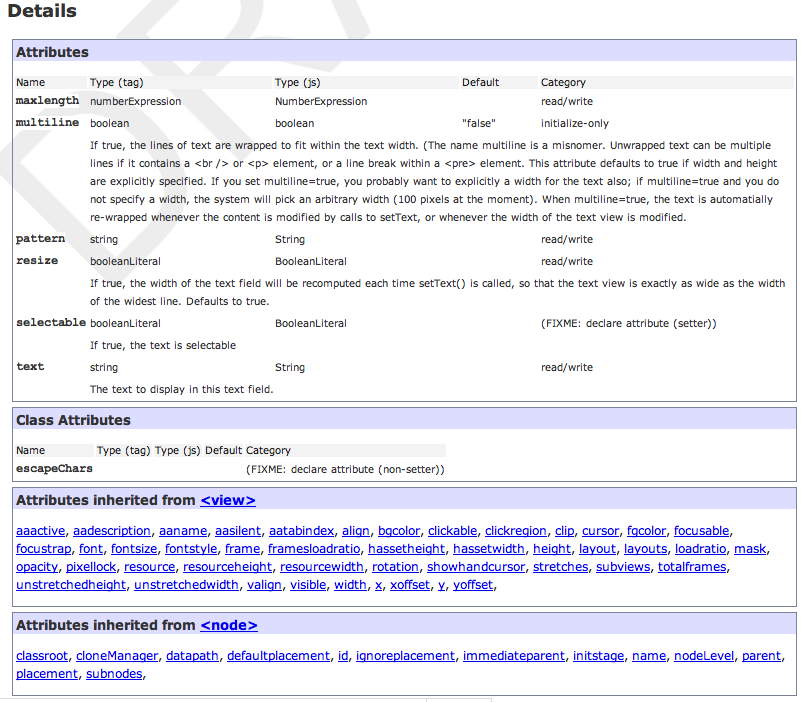 Details
Attributes
Name Type (tag) Type (js) Default Category
maxlength numberExpression NumberExpression read/write
multiline boolean boolean "false" initialize-only
If true, the lines of text are wrapped to fit within the text width. (The name multiline is a misnomer. Unwrapped text can be multiple
lines if it contains a <br /> or <p> element, or a line break within a <pre> element. This attribute defaults to true if width and height
are explicitly specified. If you set multiline=true, you probably want to explicitly a width for the text also; if multiline=true and you do
not specify a width, the system will pick an arbitrary width (100 pixels at the moment). When multiline=true, the text is automatially
re-wrapped whenever the content is modified by calls to setText, or whenever the width of the text view is modified.
pattern string String read/write
resize booleanLiteral BooleanLiteral read/write
If true, the width of the text field will be recomputed each time setText() is called, so that the text view is exactly as wide as the width
of the widest line. Defaults to true.
selectable booleanLiteral BooleanLiteral (FIXME: declare attribute (setter))
If true, the text is selectable
text string String read/write
The text to display in this text field.
Class Attributes
Name Type (tag) Type (js) Default Category
escapeChars (FIXME: declare attribute (non-setter))
Attributes inherited from <view>
aaactive, aadescription, aaname, aasilent, aatabindex, align, bgcolor, clickable, clickregion, clip, cursor, fgcolor, focusable,
focustrap, font, fontsize, fontstyle, frame, framesloadratio, hassetheight, hassetwidth, height, layout, layouts, loadratio, mask,
opacity, pixellock, resource, resourceheight, resourcewidth, rotation, showhandcursor, stretches, subviews, totalframes,
unstretchedheight, unstretchedwidth, valign, visible, width, x, xoffset, y, yoffset,
Attributes inherited from <node>
classroot, cloneManager, datapath, defaultplacement, id, ignoreplacement, immediateparent, initstage, name, nodeLevel, parent,
placement, subnodes,